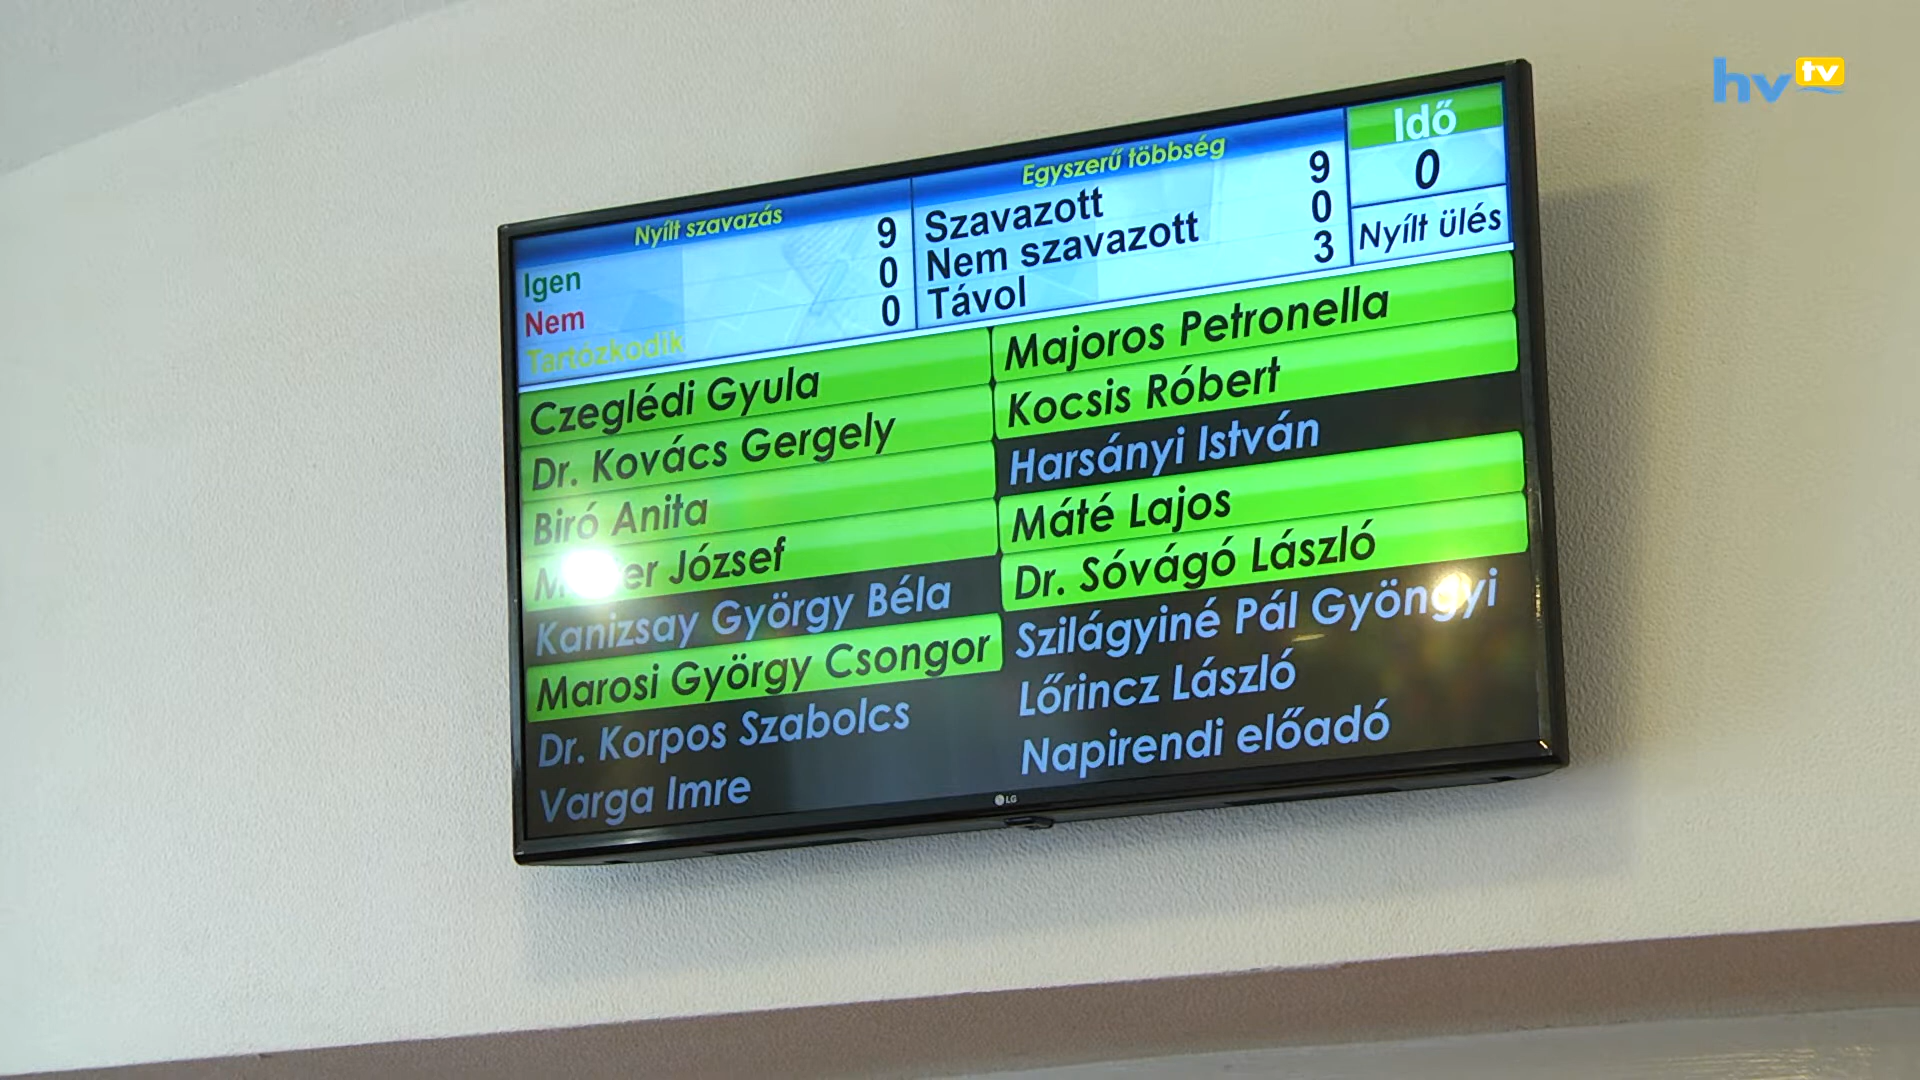 hv tv
Nyílt szavazás
Igen 9
Nem 0
Tartózkodik 0
Egyszerű többség
Szavazott 9
Nem szavazott 0
Távol 3
Idő
0
Nyílt ülés
Czeglédi Gyula
Dr. Kovács Gergely
Biró Anita
József
Kanizsay György Béla
Marosi György Csongor
Dr. Korpos Szabolcs
Varga Imre
Majoros Petronella
Kocsis Róbert
Harsányi István
Máté Lajos
Dr. Sóvágó László
Szilágyiné Pál Gyöngyi
Lőrincz László
Napirendi előadó
LG